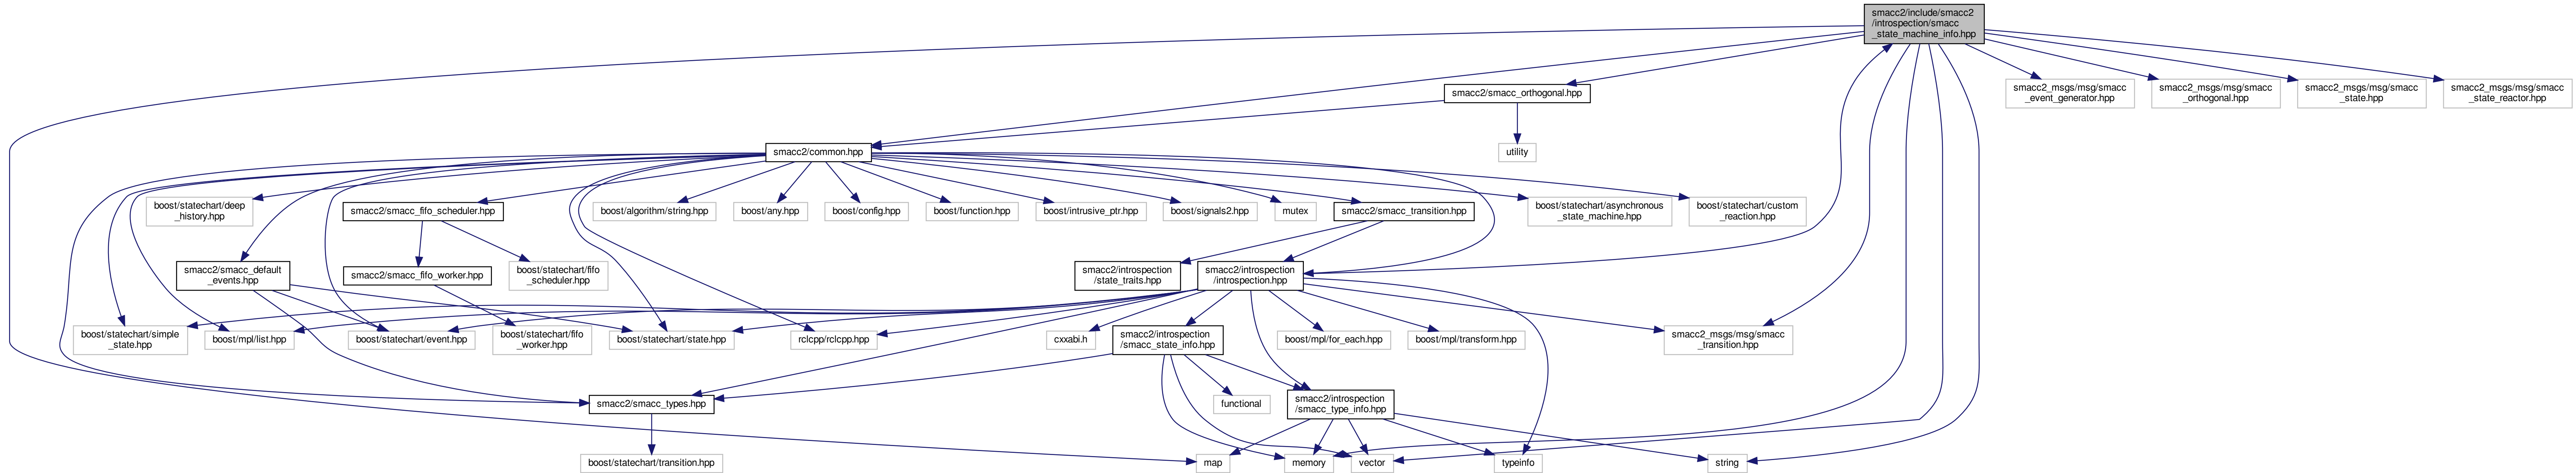 smacc2/include/smacc2
/introspection/smacc
_state_machine_info.hpp
smacc2/smacc_orthogonal.hpp
smacc2_msgs/msg/smacc
_event_generator.hpp
smacc2_msgs/msg/smacc
_orthogonal.hpp
smacc2_msgs/msg/smacc
_state.hpp
smacc2_msgs/msg/smacc
_state_reactor.hpp
smacc2/common.hpp
utility
boost/statechart/deep
_history.hpp
smacc2/smacc_fifo_scheduler.hpp
boost/algorithm/string.hpp
boost/any.hpp
boost/config.hpp
boost/function.hpp
boost/intrusive_ptr.hpp
boost/signals2.hpp
mutex
smacc2/smacc_transition.hpp
boost/statechart/asynchronous
_state_machine.hpp
boost/statechart/custom
_reaction.hpp
smacc2/smacc_default
_events.hpp
smacc2/smacc_fifo_worker.hpp
boost/statechart/fifo
_scheduler.hpp
smacc2/introspection
/state_traits.hpp
smacc2/introspection
/introspection.hpp
boost/statechart/simple
_state.hpp
boost/mpl/list.hpp
boost/statechart/event.hpp
boost/statechart/fifo
_worker.hpp
boost/statechart/state.hpp
rclcpp/rclcpp.hpp
cxxabi.h
smacc2/introspection
/smacc_state_info.hpp
boost/mpl/for_each.hpp
boost/mpl/transform.hpp
smacc2_msgs/msg/smacc
_transition.hpp
smacc2/smacc_types.hpp
functional
smacc2/introspection
/smacc_type_info.hpp
boost/statechart/transition.hpp
map
memory
vector
typeinfo
string